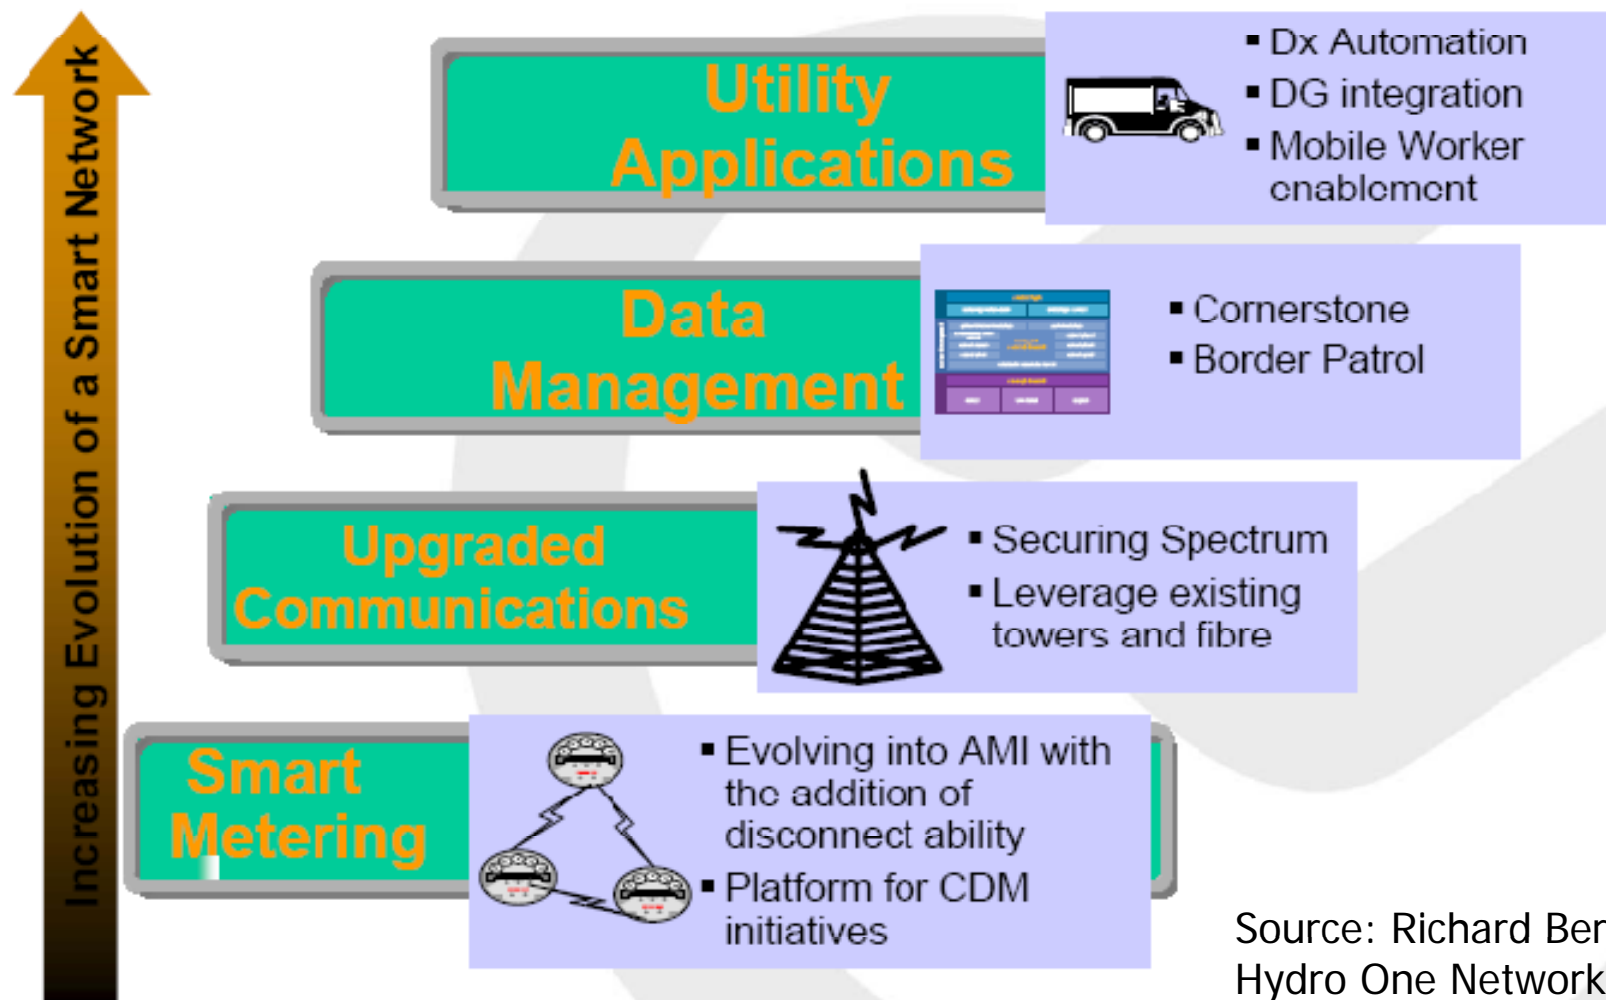 Increasing Evolution of a Smart Network
Utility
Applications
▪ Dx Automation
▪ DG integration
▪ Mobile Worker
enablement
Data
Management
▪ Cornerstone
▪ Border Patrol
Upgraded
Communications
▪ Securing Spectrum
▪ Leverage existing
towers and fibre
Smart
Metering
▪ Evolving into AMI with
the addition of
disconnect ability
▪ Platform for CDM
initiatives
Source: Richard Ber
Hydro One Network